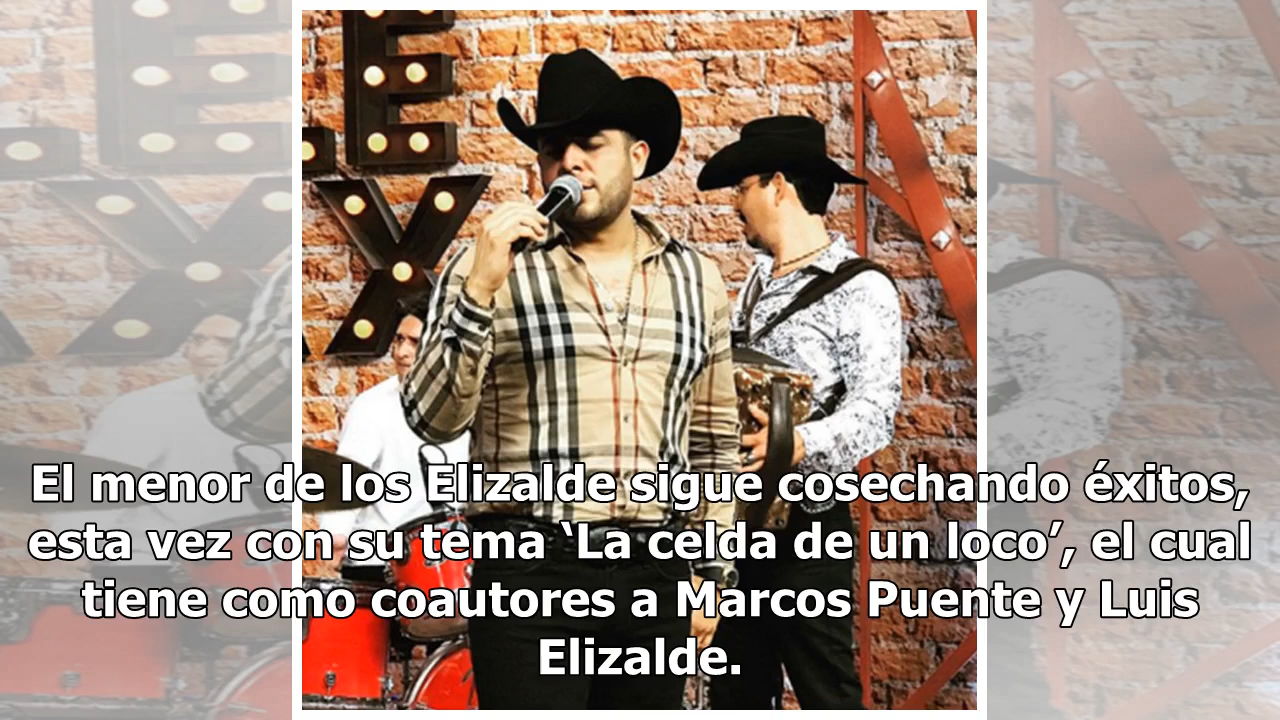 E
X
El menor de los Elizalde sigue cosechando éxitos,
esta vez con su tema ‘La celda de un loco’, el cual
tiene como coautores a Marcos Puente y Luis
Elizalde.